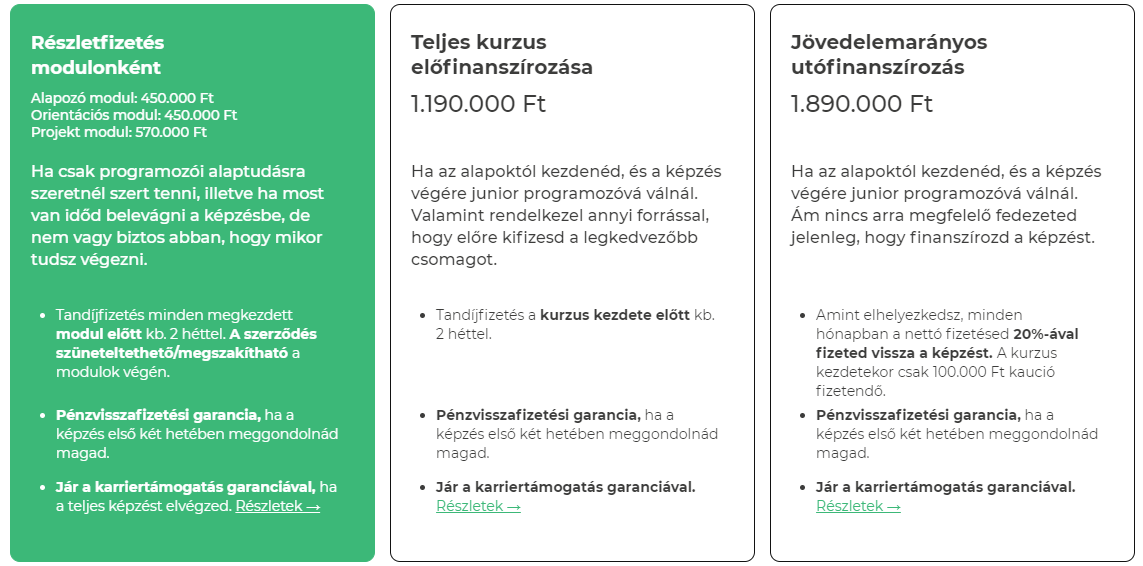 Részletfizetés
modulonként
Alapozó modul: 450.000 Ft
Orientációs modul: 450.000 Ft
Projekt modul: 570.000 Ft
Ha csak programozói alaptudásra
szeretnél szert tenni, illetve ha most
van időd belevágni a képzésbe, de
nem vagy biztos abban, hogy mikor
tudsz végezni.
• Tandíjfizetés minden megkezdett
modul előtt kb. 2 héttel. A szerződés
szüneteltethető/megszakítható a
modulok végén.
• Pénzvisszafizetési garancia, ha a
képzés első két hetében meggondolnád
magad.
• Jár a karriertámogatás garanciával, ha
a teljes képzést elvégzed. Részletek →
Teljes kurzus
előfinanszírozása
1.190.000 Ft
Ha az alapoktól kezdenéd, és a képzés
végére junior programozóvá válnál.
Valamint rendelkezel annyi forrással,
hogy előre kifizesd a legkedvezőbb
csomagot.
• Tandíjfizetés a kurzus kezdete előtt kb.
2 héttel.
• Pénzvisszafizetési garancia, ha a
képzés első két hetében meggondolnád
magad.
• Jár a karriertámogatás garanciával.
Részletek →
Jövedelemarányos
utófinanszírozás
1.890.000 Ft
Ha az alapoktól kezdenéd, és a képzés
végére junior programozóvá válnál.
Ám nincs arra megfelelő fedezeted
jelenleg, hogy finanszírozd a képzést.
• Amint elhelyezkedsz, minden
hónapban a nettó fizetésed 20%-ával
fizeted vissza a képzést. A kurzus
kezdetekor csak 100.000 Ft kaució
fizetendő.
• Pénzvisszafizetési garancia, ha a
képzés első két hetében meggondolnád
magad.
• Jár a karriertámogatás garanciával.
Részletek →